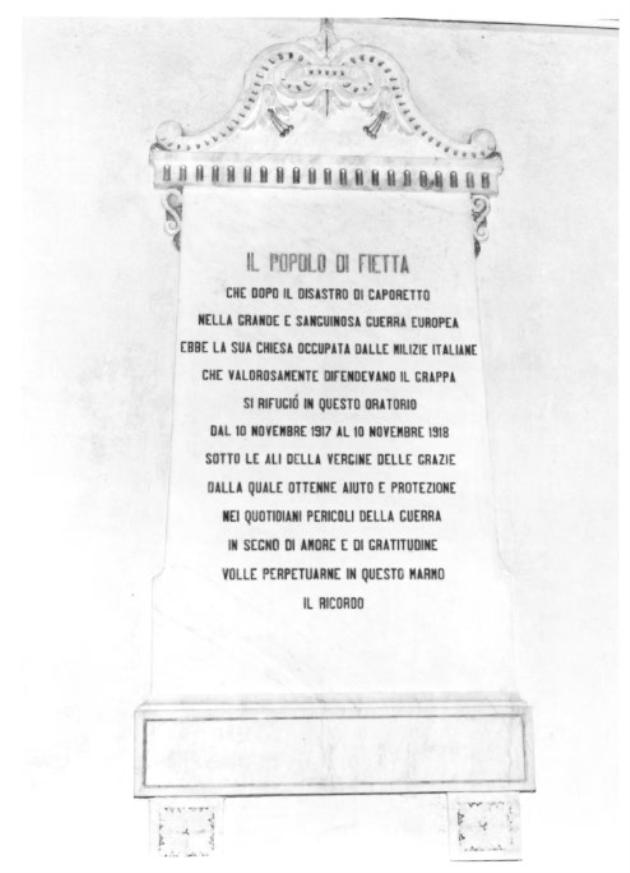 IL POPOLO DI FIETTA
CHE DOPO IL DISASTRO DI CAPORETTO
NELLA GRANDE E SANGUINOSA GUERRA EUROPEA
EBBE LA SUA CHIESA OCCUPATA DALLE MILIZIE ITALIANE
CHE VALOROSAMENTE DIFENDEVANO IL GRAPPA
SI RIFUGIÓ IN QUESTO ORATORIO
DAL 10 NOVEMBRE 1917 AL 10 NOVEMBRE 1918
SOTTO LE ALI DELLA VERGINE DELLE GRAZIE
DALLA QUALE OTTENNE AIUTO E PROTEZIONE
NEI QUOTIDIANI PERICOLI DELLA GUERRA
IN SEGNO DI AMORE E DI GRATITUDINE
VOLLE PERPETUARNE IN QUESTO MARMO
IL RICORDO